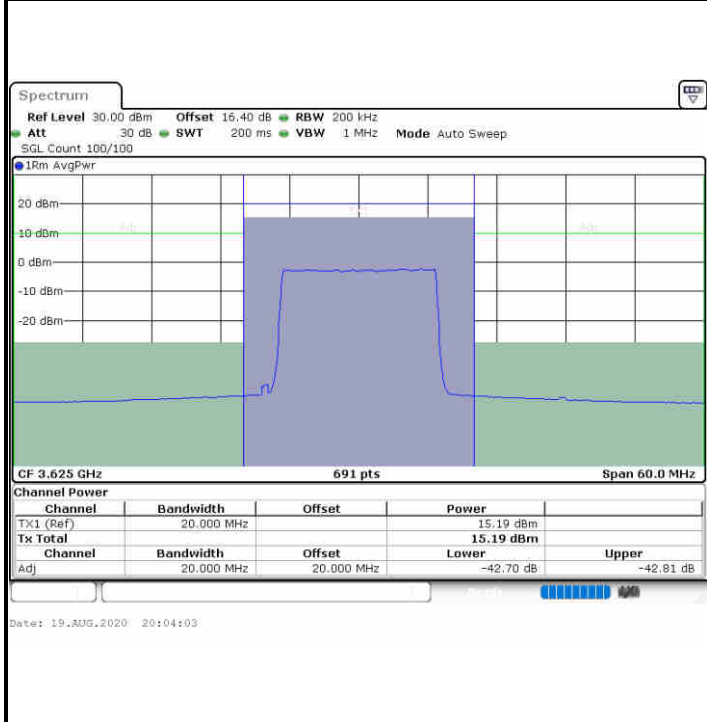 Spectrum
Ref Level 30.00 dBm Offset 16.40 dB RBW 200 kHz
Att 30 dB SWT 200 ms VBW 1 MHz Mode Auto Sweep
SGL Count 100/100
1Rm AvgPwr
20 dBm
TX1
Adj Adj
10 dBm
0 dBm
-10 dBm
-20 dBm
CF 3.625 GHz 691 pts Span 60.0 MHz
Channel Power
Channel Bandwidth Offset Power
TX1 (Ref) 20.000 MHz 15.19 dBm
Tx Total 15.19 dBm
Channel Bandwidth Offset Lower Upper
Adj 20.000 MHz 20.000 MHz -42.70 dB -42.81 dB
Date: 19.AUG.2020 20:04:03